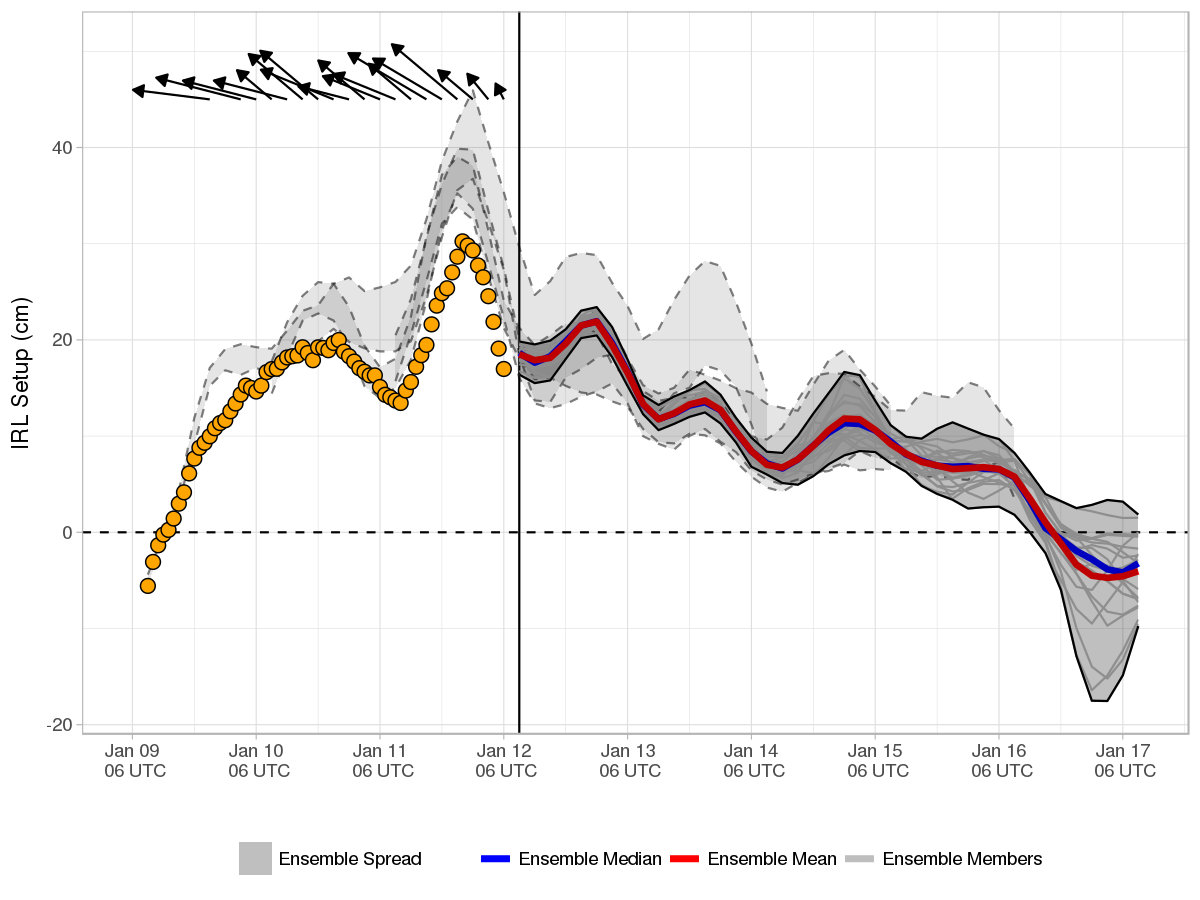 IRL Setup (cm)
40
20
0
-20
Jan 09 Jan 10 Jan 11 Jan 12 Jan 13 Jan 14 Jan 15 Jan 16 Jan 17
06 UTC 06 UTC 06 UTC 06 UTC 06 UTC 06 UTC 06 UTC 06 UTC 06 UTC
Ensemble Spread Ensemble Median Ensemble Mean Ensemble Members